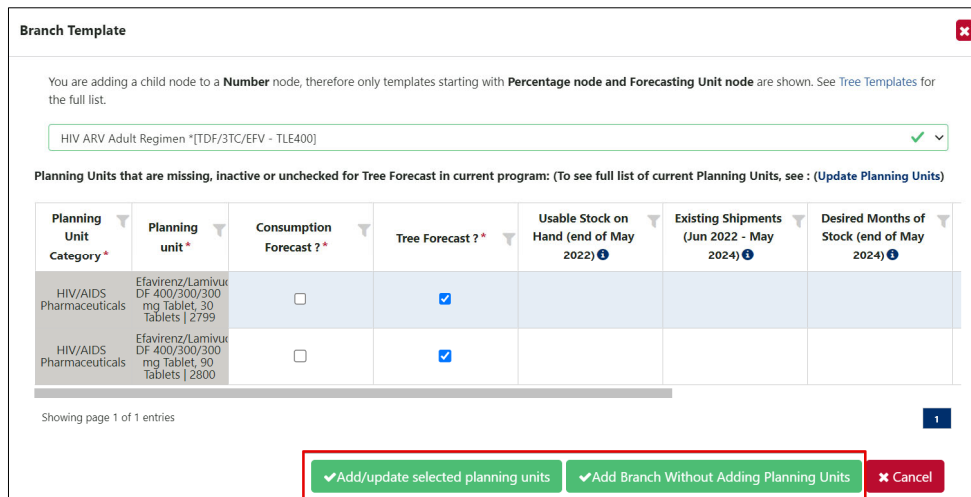 Branch Template
You are adding a child node to a Number node, therefore only templates starting with Percentage node and Forecasting Unit node are shown. See Tree Templates for
the full list.
HIV ARV Adult Regimen *[TDF/3TC/EFV - TLE400]
Planning Units that are missing, inactive or unchecked for Tree Forecast in current program: (To see full list of current Planning Units, see : (Update Planning Units)
Planning Unit Category *
Planning unit *
Consumption Forecast ? *
Tree Forecast ? *
Usable Stock on Hand (end of May 2022)
Existing Shipments (Jun 2022 - May 2024)
Desired Months of Stock (end of May 2024)
HIV/AIDS
Pharmaceuticals
Efavirenz/Lamivu
DF 400/300/300
mg Tablet, 30
Tablets | 2799
HIV/AIDS
Pharmaceuticals
Efavirenz/Lamivu
DF 400/300/300
mg Tablet, 90
Tablets | 2800
Showing page 1 of 1 entries
1
Add/update selected planning units
Add Branch Without Adding Planning Units
Cancel